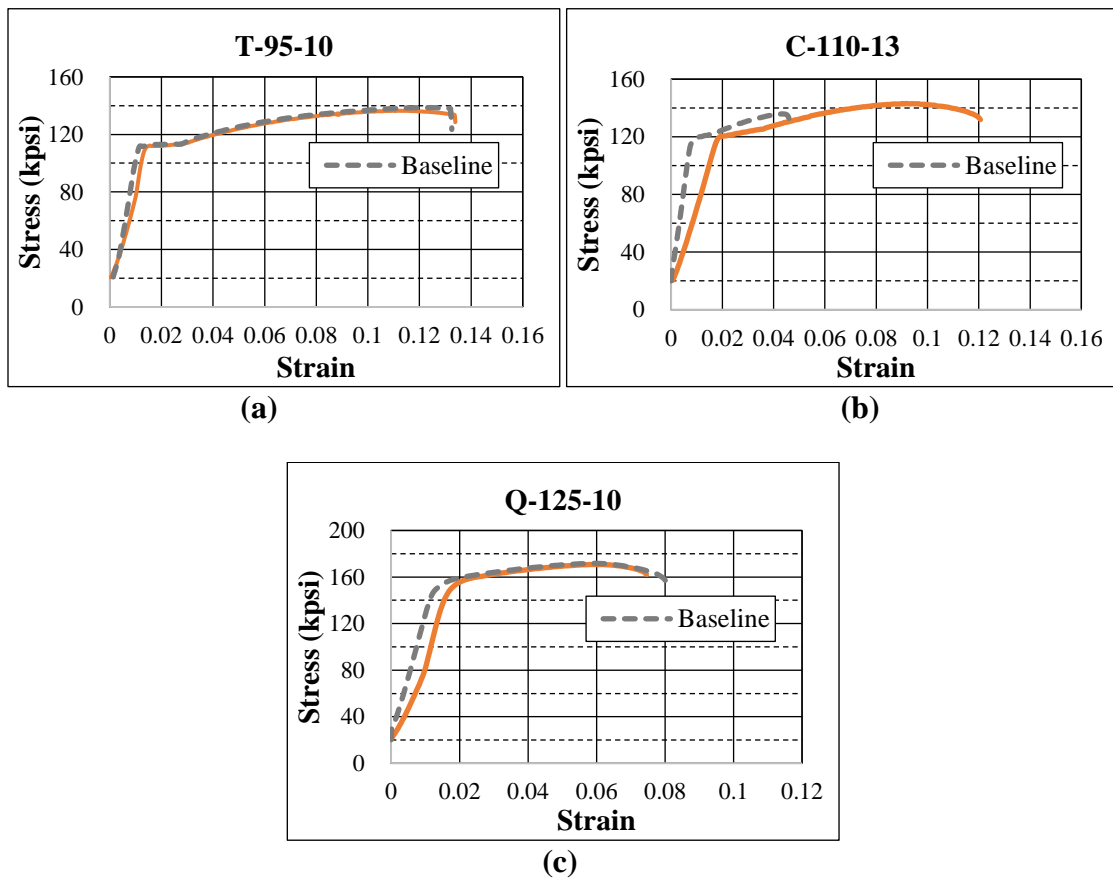 T-95-10
Stress (kpsi)
160
120
80
40
0
Baseline
0 0.02 0.04 0.06 0.08 0.1 0.12 0.14 0.16
Strain
(a)
C-110-13
Stress (kpsi)
160
120
80
40
0
Baseline
0 0.02 0.04 0.06 0.08 0.1 0.12 0.14 0.16
Strain
(b)
Q-125-10
Stress (kpsi)
200
160
120
80
40
0
Baseline
0 0.02 0.04 0.06 0.08 0.1 0.12
Strain
(c)